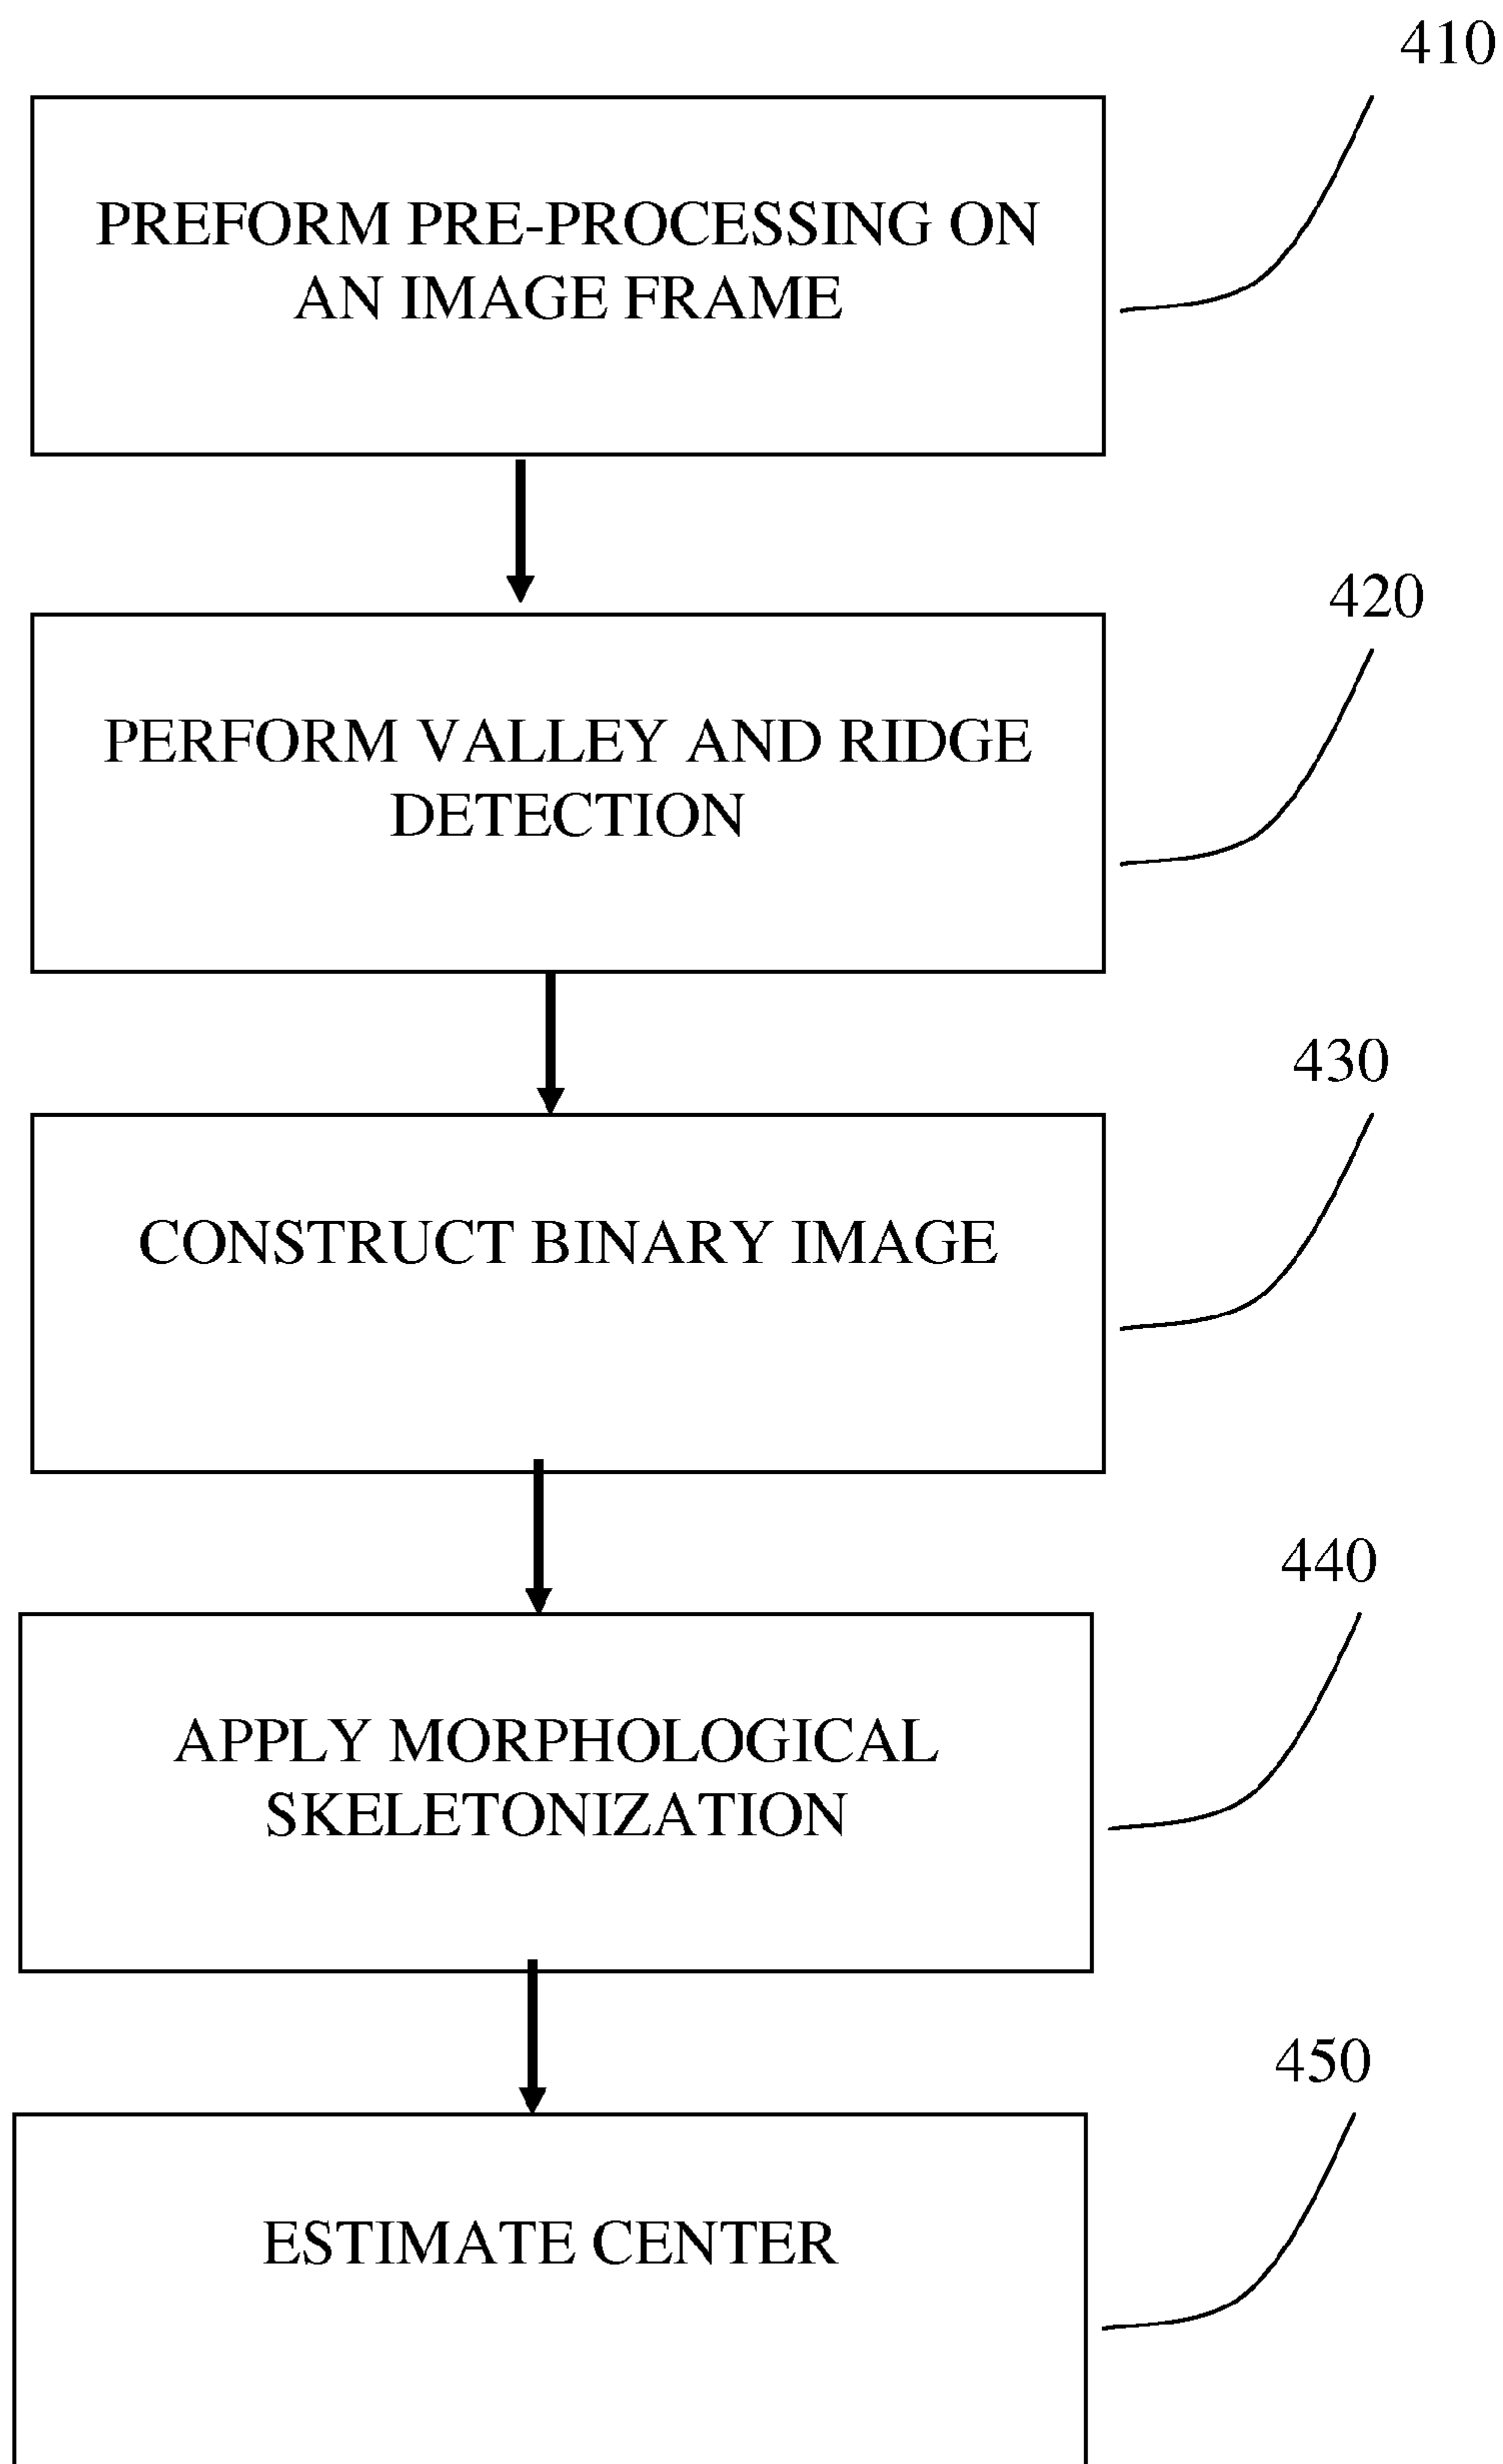 410
PREFORM PRE-PROCESSING ON
AN IMAGE FRAME
420
PERFORM VALLEY AND RIDGE
DETECTION
430
CONSTRUCT BINARY IMAGE
440
APPLY MORPHOLOGICAL
SKELETONIZATION
450
ESTIMATE CENTER